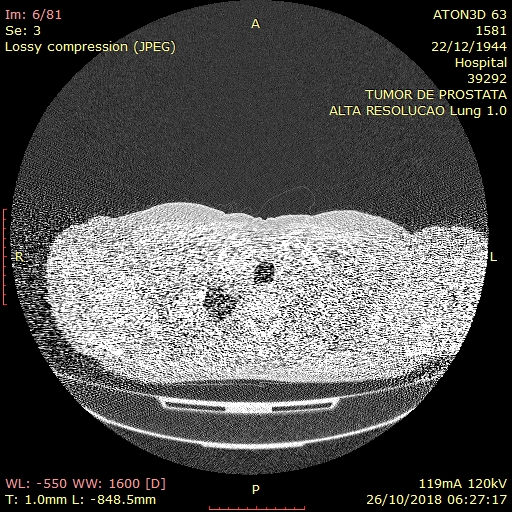 Im: 6/81
Se: 3
Lossy compression (JPEG)
ATON3D 63
1581
22/12/1944
Hospital
39292
TUMOR DE PROSTATA
ALTA RESOLUCAO Lung 1.0
A
R
L
P
WL: -550 WW: 1600 [D]
T: 1.0mm L: -848.5mm
119mA 120kV
26/10/2018 06:27:17